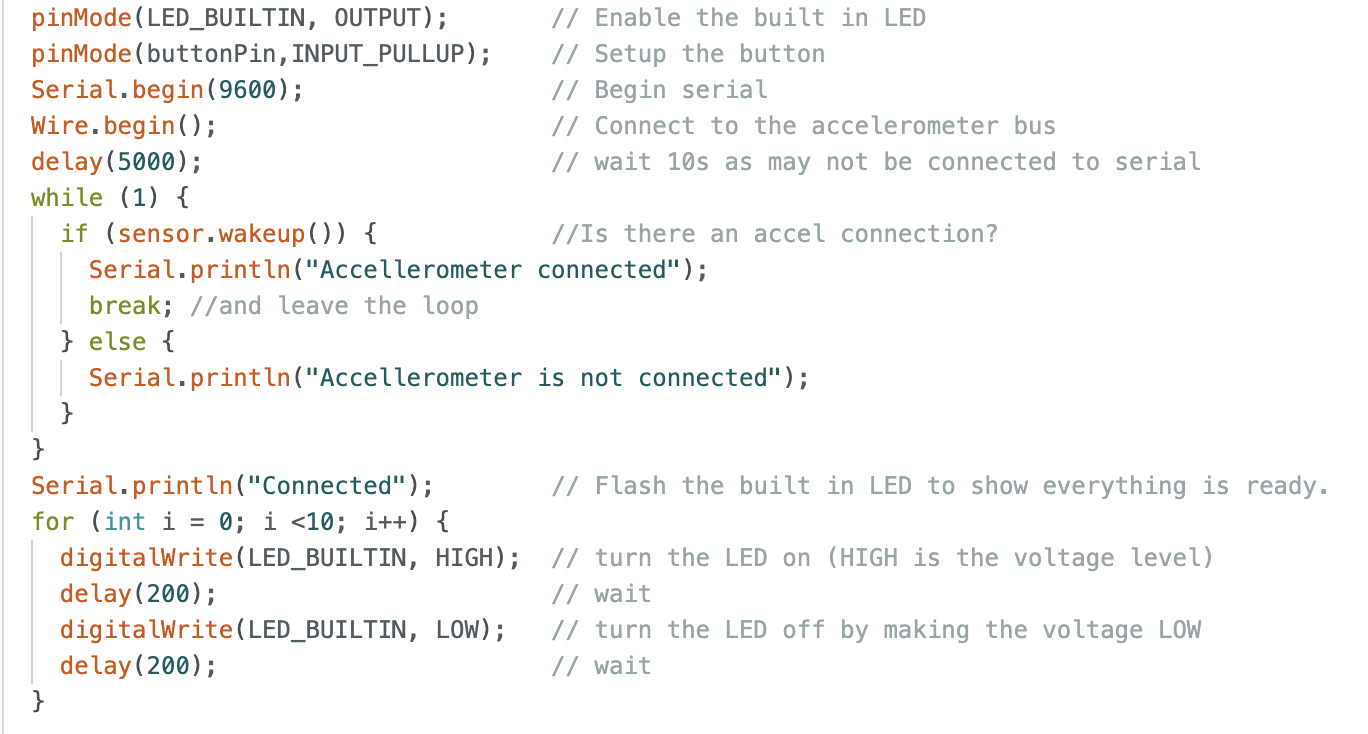 pinMode(LED_BUILTIN, OUTPUT);       // Enable the built in LED
pinMode(buttonPin,INPUT_PULLUP);    // Setup the button
Serial.begin(9600);                 // Begin serial
Wire.begin();                       // Connect to the accelerometer bus
delay(5000);                        // wait 10s as may not be connected to serial
while (1) {
  if (sensor.wakeup()) {            //Is there an accel connection?
    Serial.println("Accellerometer connected");
    break; //and leave the loop
  } else {
    Serial.println("Accellerometer is not connected");
  }
}
Serial.println("Connected");        // Flash the built in LED to show everything is ready.
for (int i = 0; i <10; i++) {
  digitalWrite(LED_BUILTIN, HIGH);  // turn the LED on (HIGH is the voltage level)
  delay(200);                       // wait
  digitalWrite(LED_BUILTIN, LOW);   // turn the LED off by making the voltage LOW
  delay(200);                       // wait
}